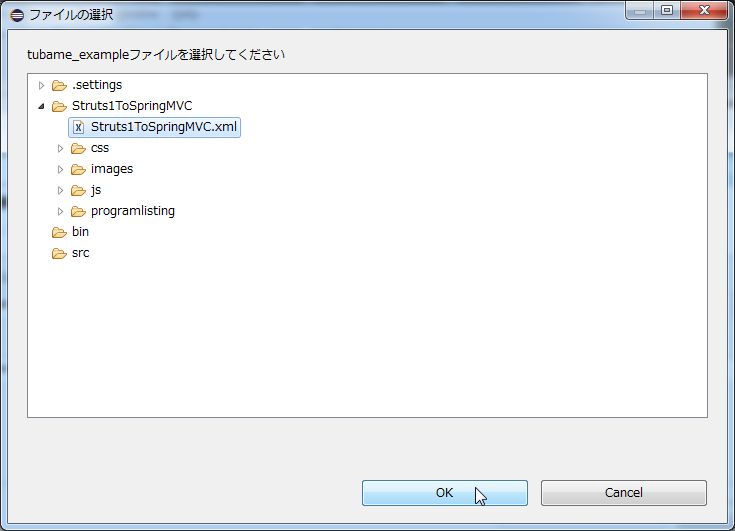 ファイルの選択
tubame_exampleファイルを選択してください
.settings
Struts1ToSpringMVC
Struts1ToSpringMVC.xml
css
images
js
programlisting
bin
src
OK
Cancel